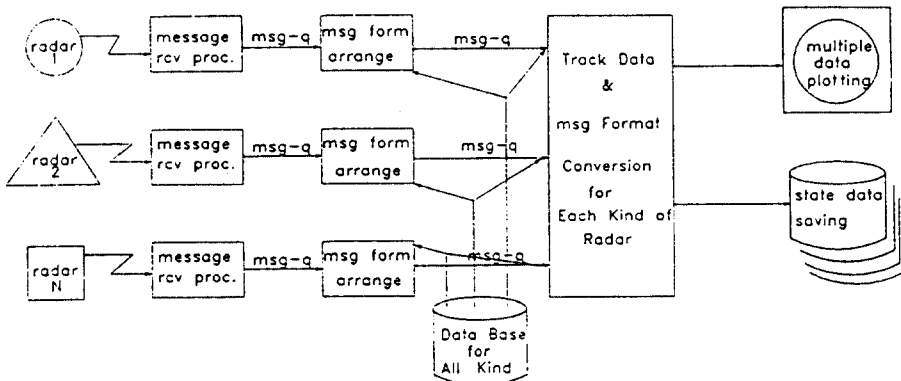 radar
1
message
rcv proc.
msg-q
msg form
arrange
msg-q
radar
2
message
rcv proc.
msg-q
msg form
arrange
msg-q
radar
N
message
rcv proc.
msg-q
msg form
arrange
msg-q
Track Data
&
msg Format
Conversion
for
Each Kind of
Radar
multiple
data
plotting
state data
saving
Data Base
for
All Kind